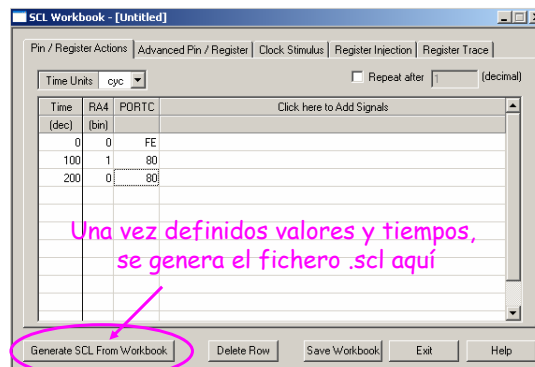 SCL Workbook - [Untitled]
Pin / Register Actions Advanced Pin / Register Clock Stimulus Register Injection Register Trace
Time Units cyc Repeat after 1 (decimal)
Time RA4 PORTC Click here to Add Signals
(dec) (bin)
0 0 FE
100 1 80
200 0 80
Una vez definidos valores y tiempos,
se genera el fichero .scl aquí
Generate SCL From Workbook Delete Row Save Workbook Exit Help